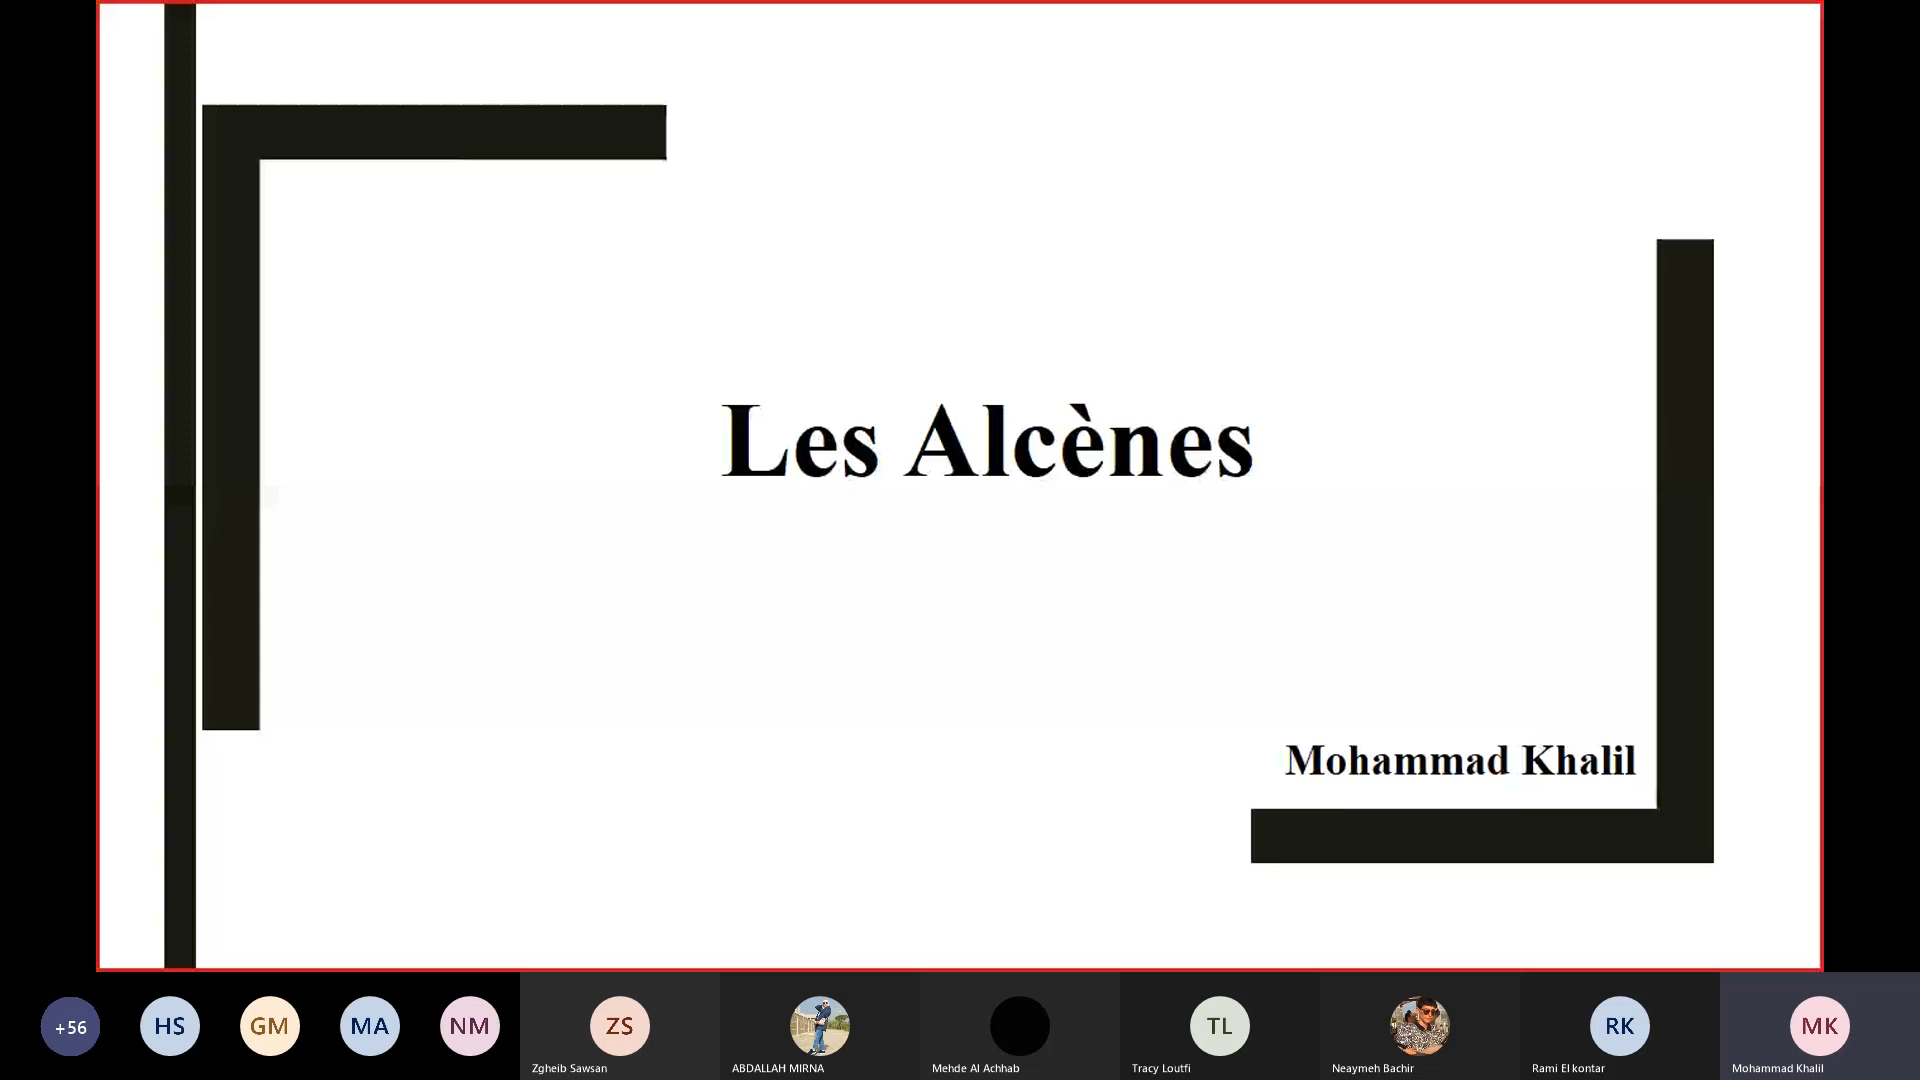 Les Alcènes
Mohammad Khalil
+56
HS
GM
MA
NM
ZS
TL
RK
MK
Zgheib Sawsan
ABDALLAH MIRNA
Mehde Al Achhab
Tracy Loutfi
Neaymeh Bachir
Rami El kontar
Mohammad Khalil